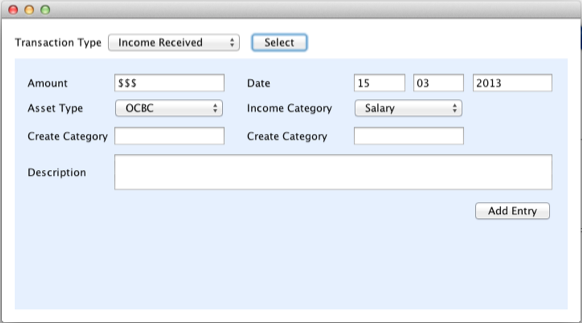 Transaction Type Income Received Select
Amount $$$ Date 15 03 2013
Asset Type OCBC Income Category Salary
Create Category Create Category
Description
Add Entry